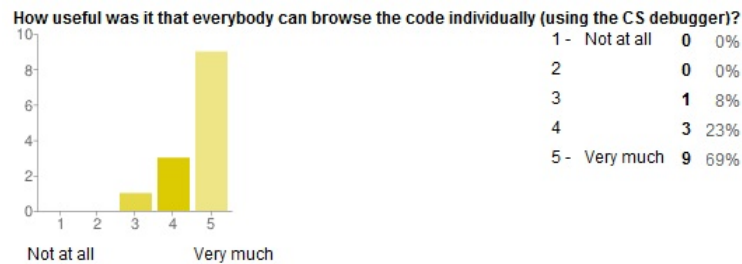 How useful was it that everybody can browse the code individually (using the CS debugger)?
10
8
6
4
2
0
1 2 3 4 5
Not at all Very much
1 - Not at all 0 0%
2 0 0%
3 1 8%
4 3 23%
5 - Very much 9 69%